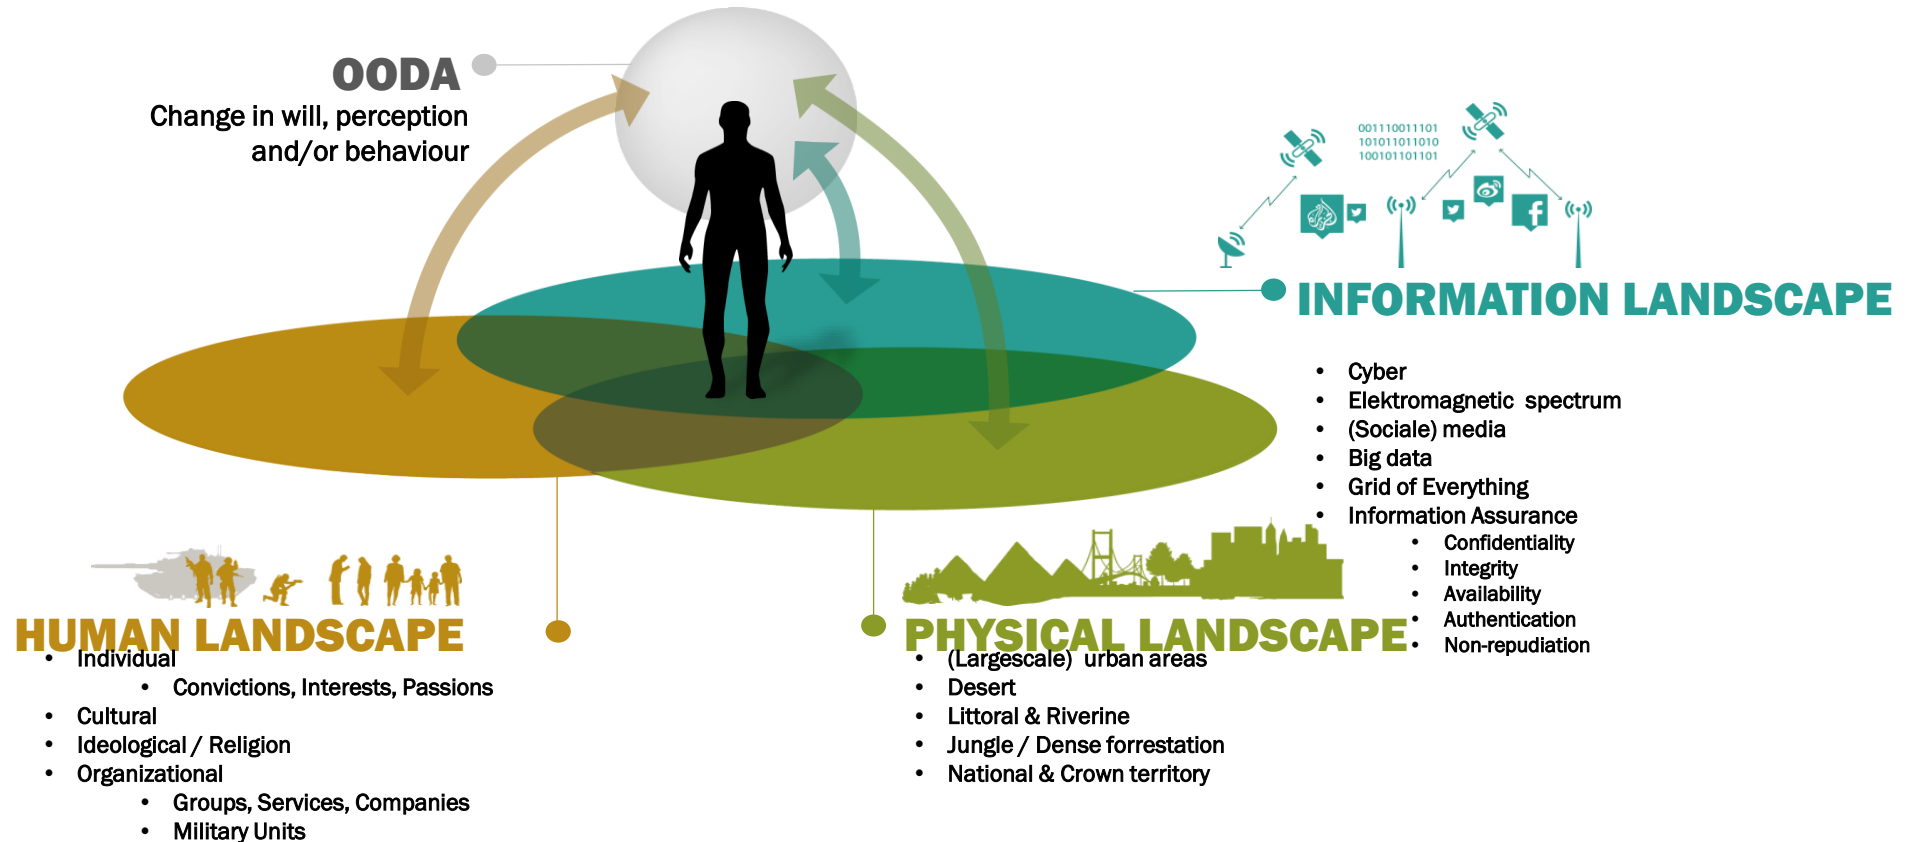 OODA
Change in will, perception
and/or behaviour
001110011101
101011011010
100101101101
INFORMATION LANDSCAPE
• Cyber
• Elektromagnetic spectrum
• (Sociale) media
• Big data
• Grid of Everything
• Information Assurance
• Confidentiality
• Integrity
• Availability
• Authentication
• Non-repudiation
HUMAN LANDSCAPE
• Individual
• Convictions, Interests, Passions
• Cultural
• Ideological / Religion
• Organizational
• Groups, Services, Companies
• Military Units
PHYSICAL LANDSCAPE
• (Largescale) urban areas
• Desert
• Littoral & Riverine
• Jungle / Dense forrestation
• National & Crown territory